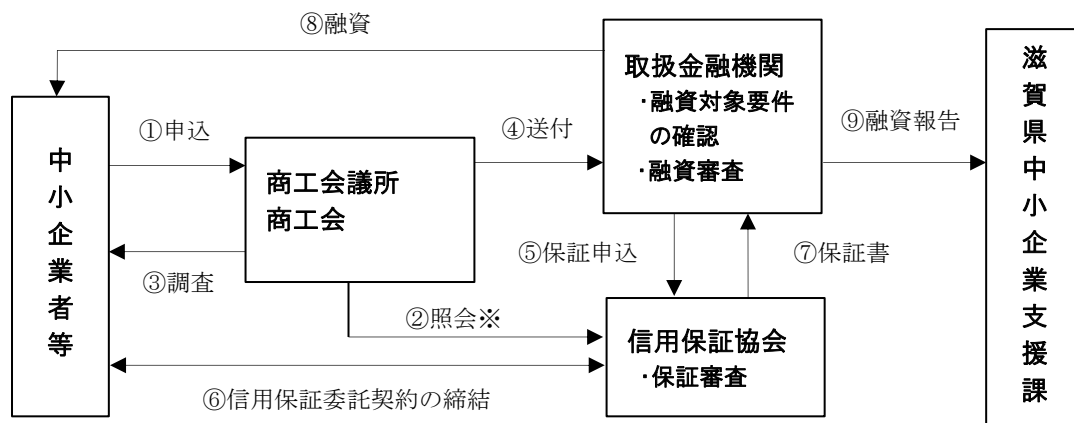 ⑧融資
中小企業者等
①申込
商工会議所
商工会
③調査
②照会※
④送付
取扱金融機関
・融資対象要件
の確認
・融資審査
⑤保証申込
⑦保証書
信用保証協会
・保証審査
⑥信用保証委託契約の締結
⑨融資報告
滋賀県中小企業支援課